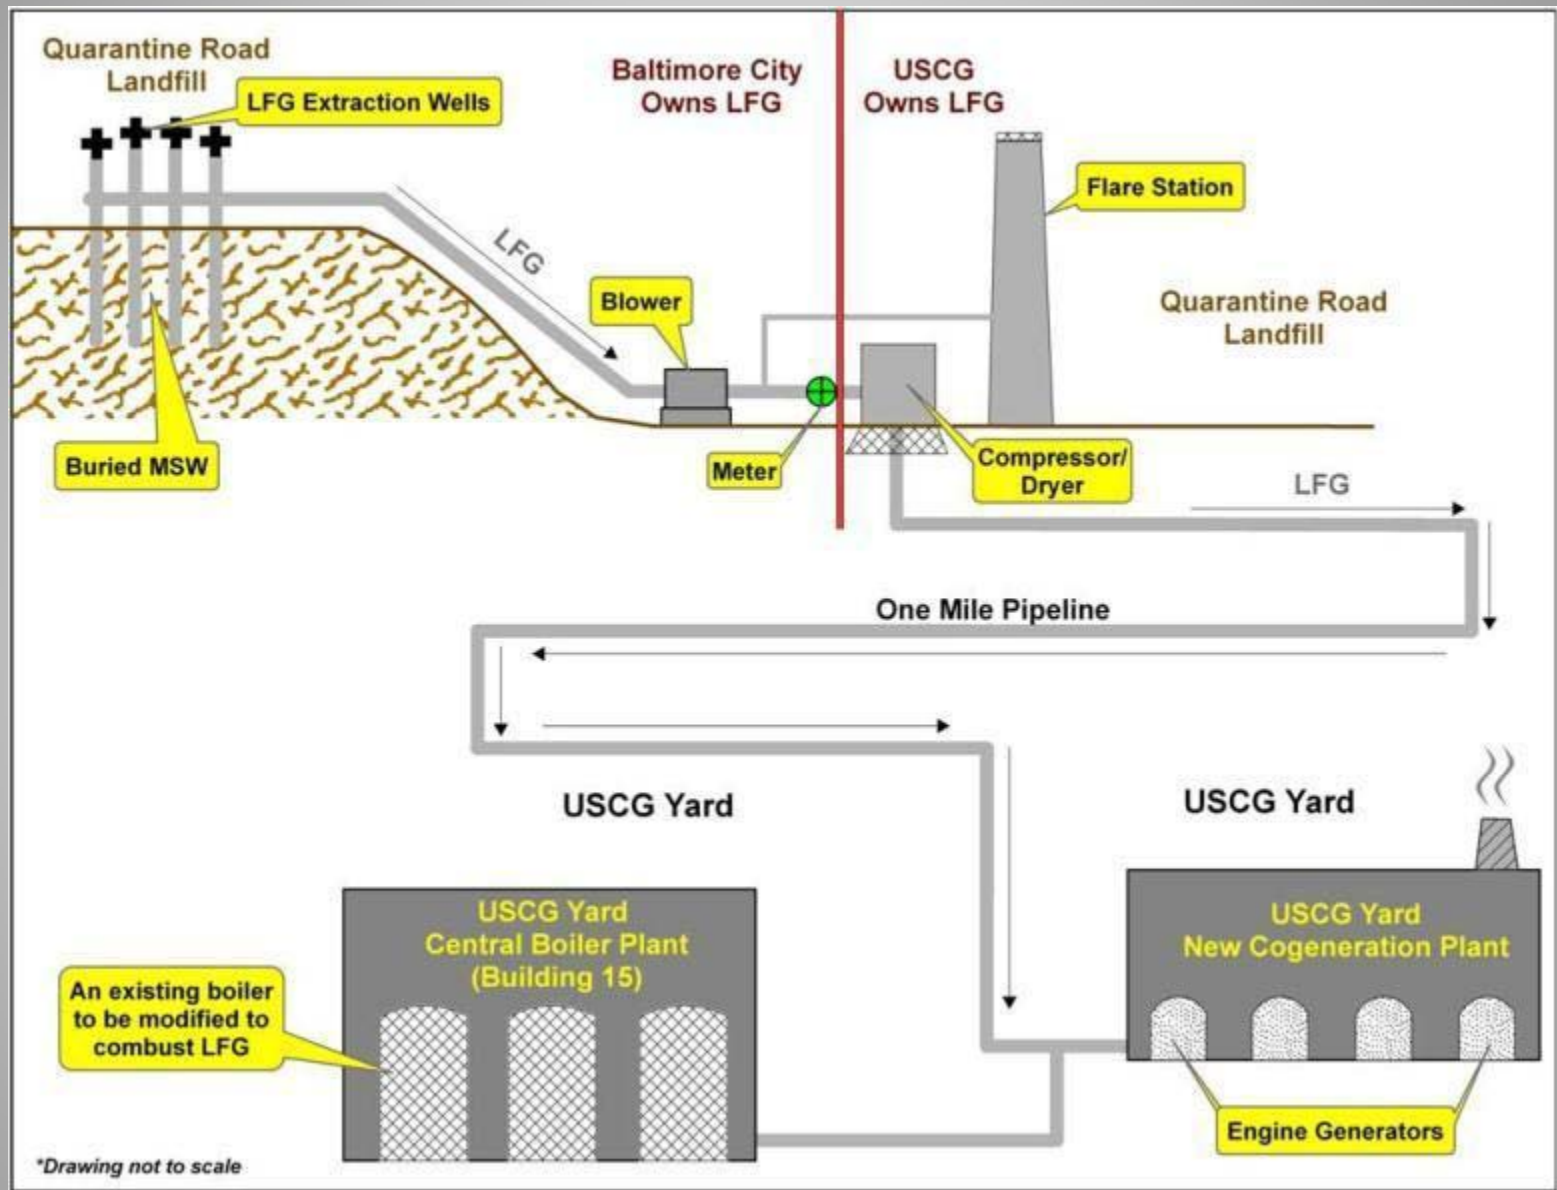 Quarantine Road
Landfill
LFG Extraction Wells
Baltimore City
Owns LFG
USCG
Owns LFG
Flare Station
LFG
Blower
Quarantine Road
Landfill
Buried MSW
Meter
Compressor/
Dryer
LFG
One Mile Pipeline
USCG Yard
USCG Yard
USCG Yard
Central Boiler Plant
(Building 15)
USCG Yard
New Cogeneration Plant
An existing boiler
to be modified to
combust LFG
Engine Generators
*Drawing not to scale